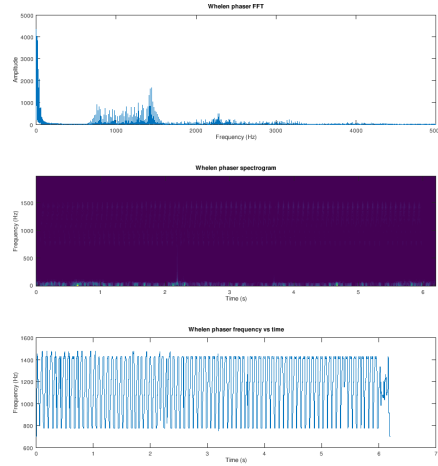 Whelen phaser FFT
5000
4000
3000
2000
1000
0
Amplitude
0 1000 2000 3000 4000 5000
Frequency (Hz)
Whelen phaser spectrogram
1500
1000
500
0
Frequency (Hz)
0 1 2 3 4 5 6
Time (s)
Whelen phaser frequency vs time
1600
1400
1200
1000
800
600
Frequency (Hz)
0 1 2 3 4 5 6 7
Time (s)